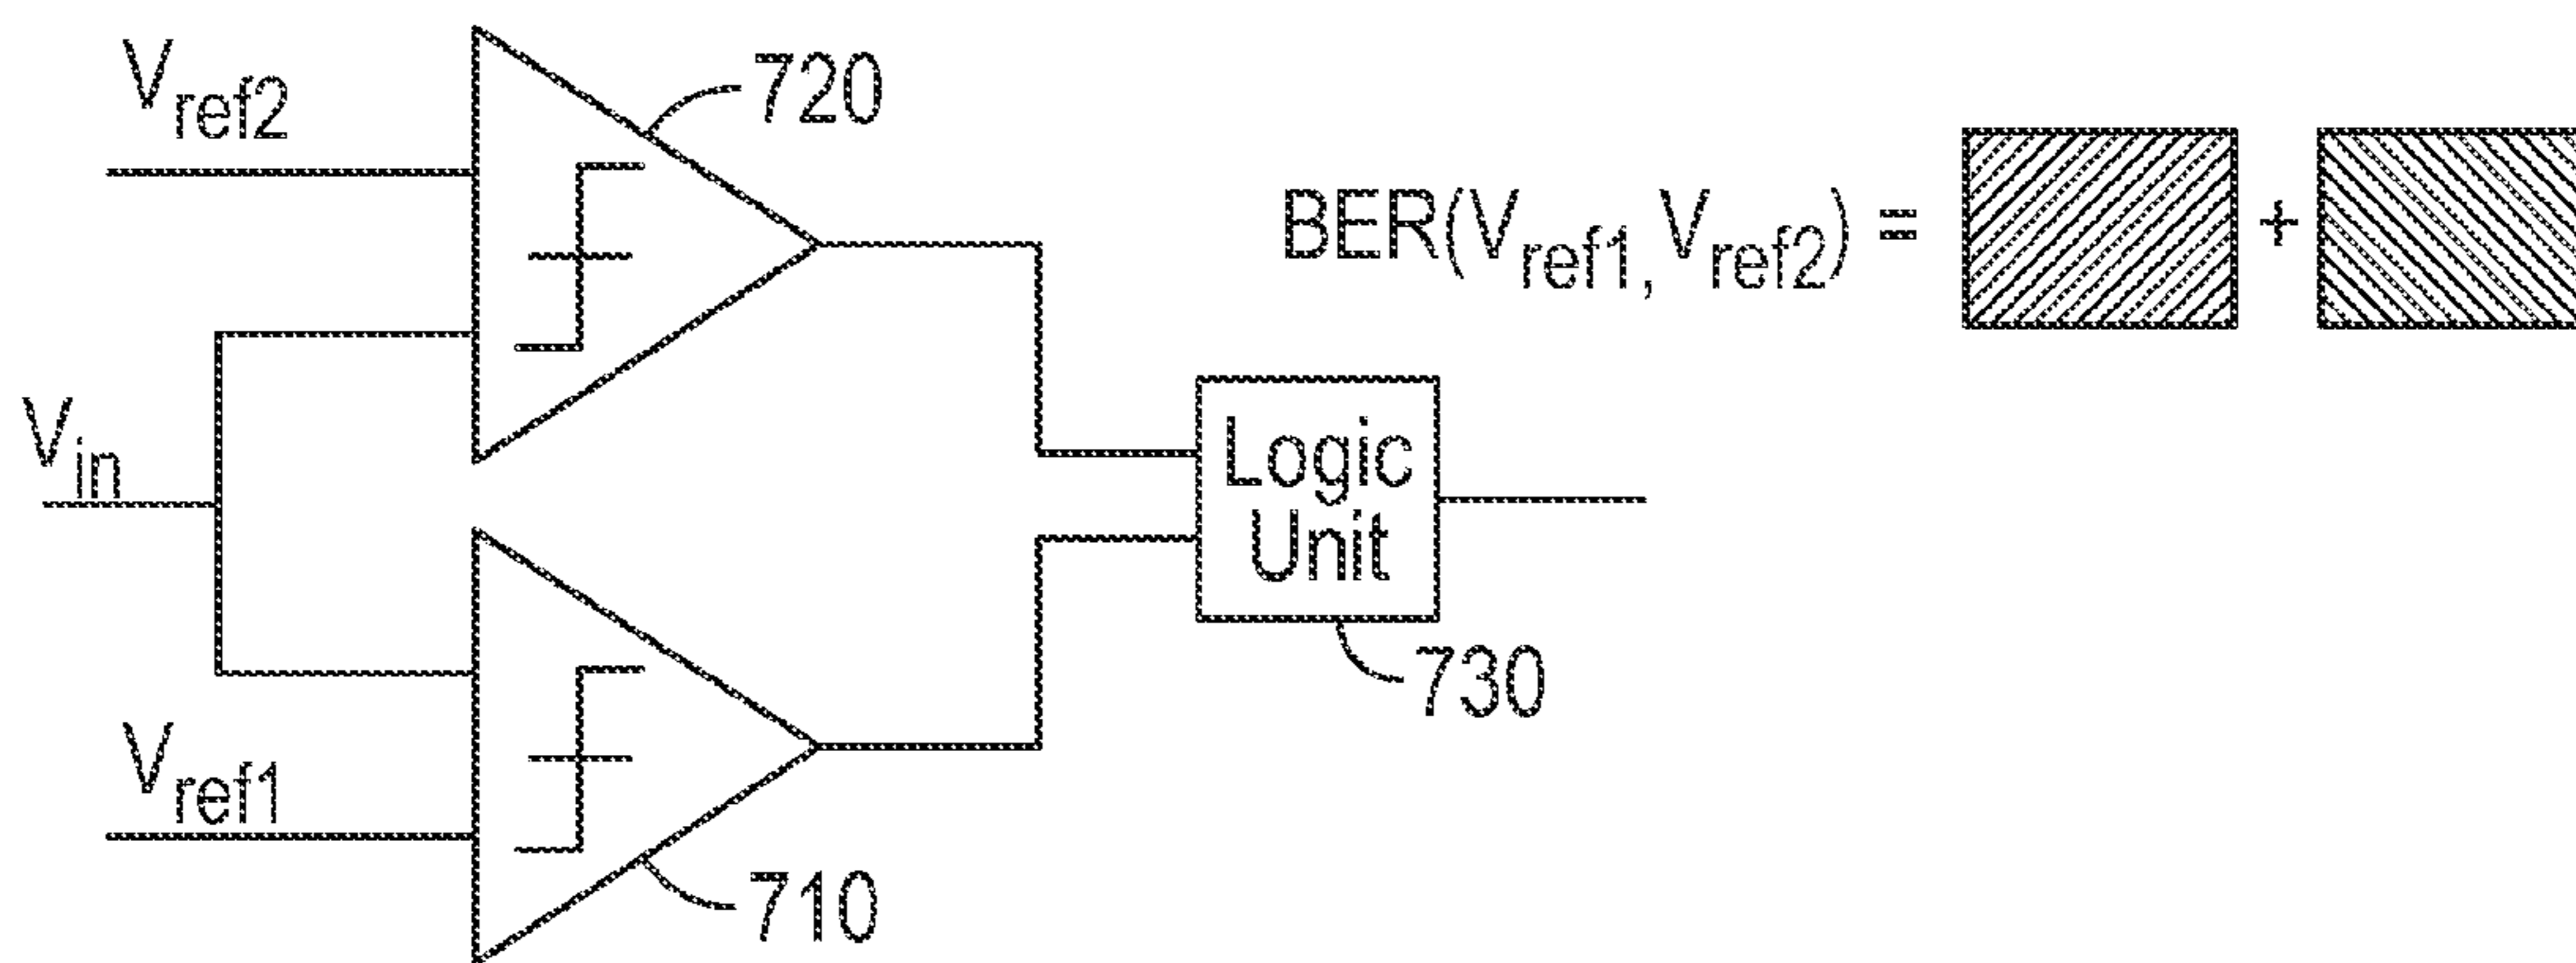 Vref2
720
BER(Vref1, Vref2) = +
Vin
Logic
Unit
730
Vref1
710